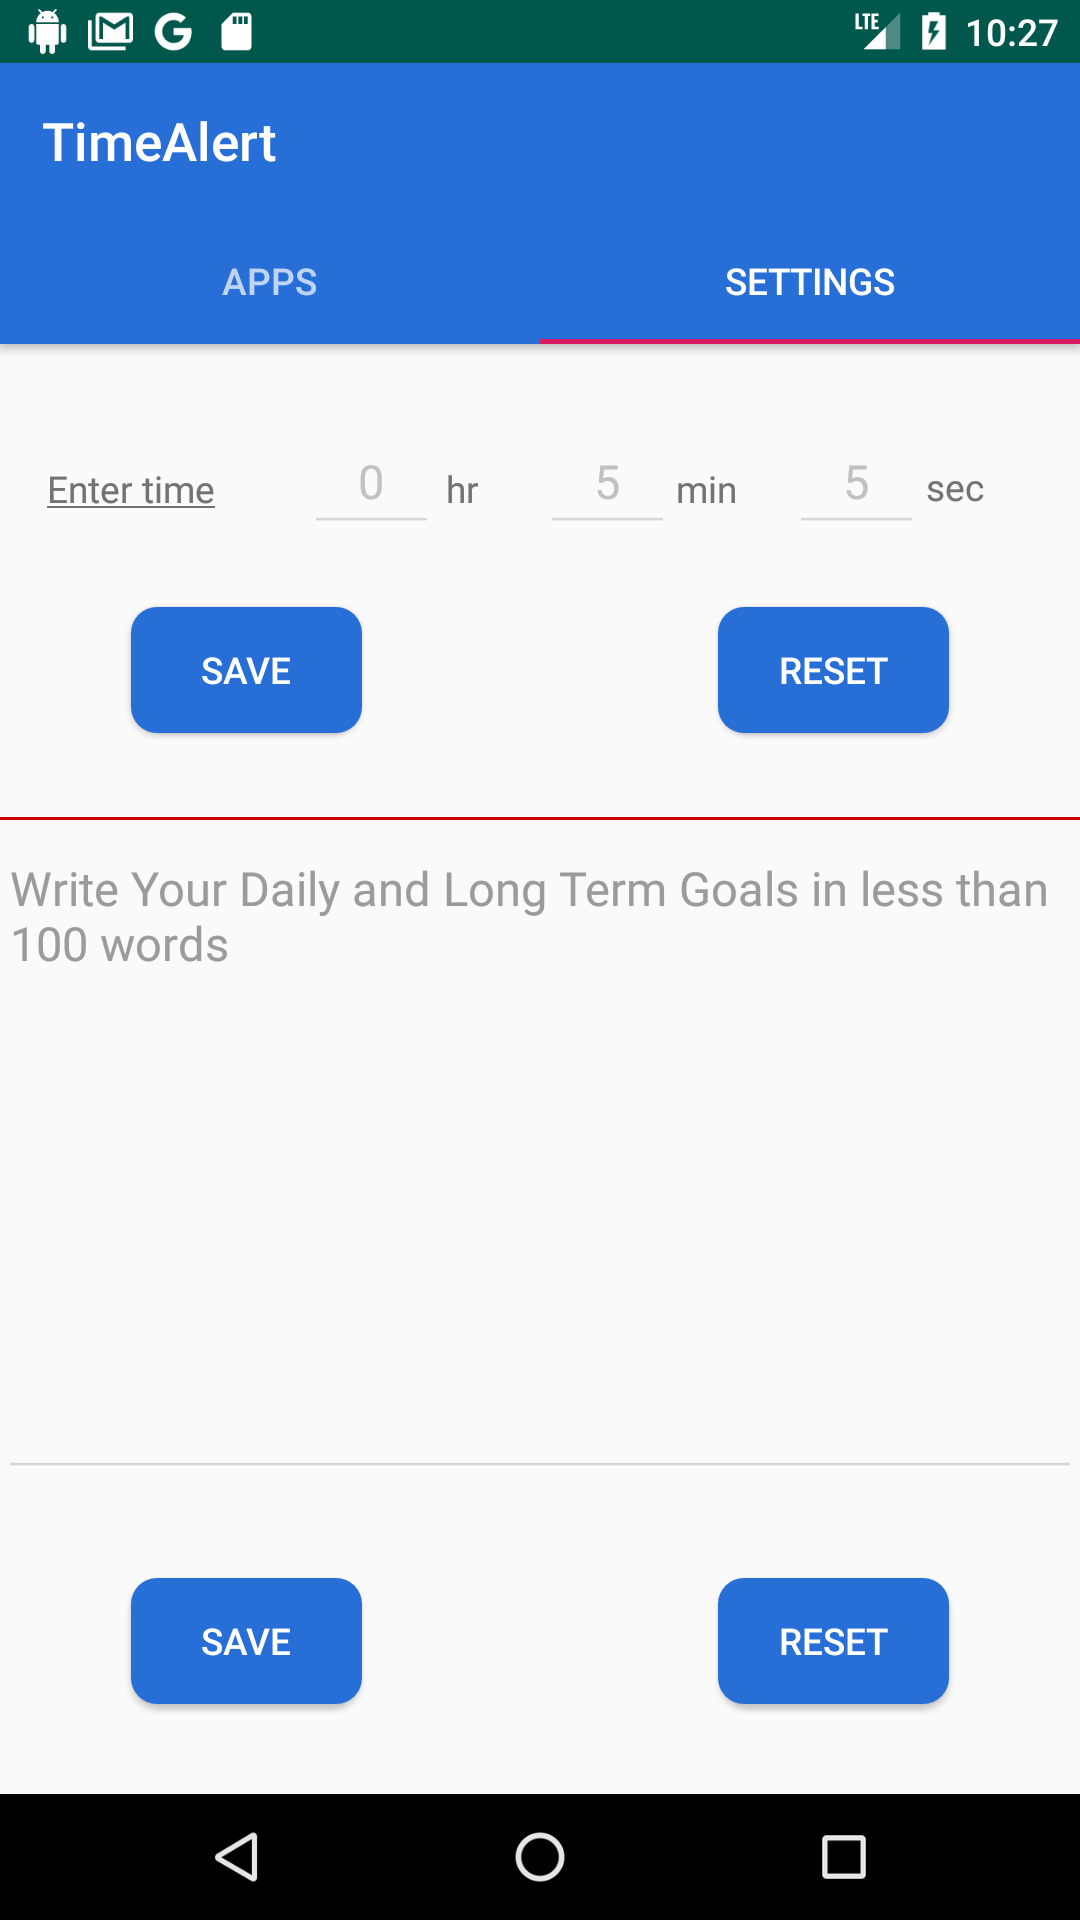 LTE 10:27
TimeAlert
APPS SETTINGS
Enter time 0 hr 5 min 5 sec
SAVE RESET
Write Your Daily and Long Term Goals in less than
100 words
SAVE RESET